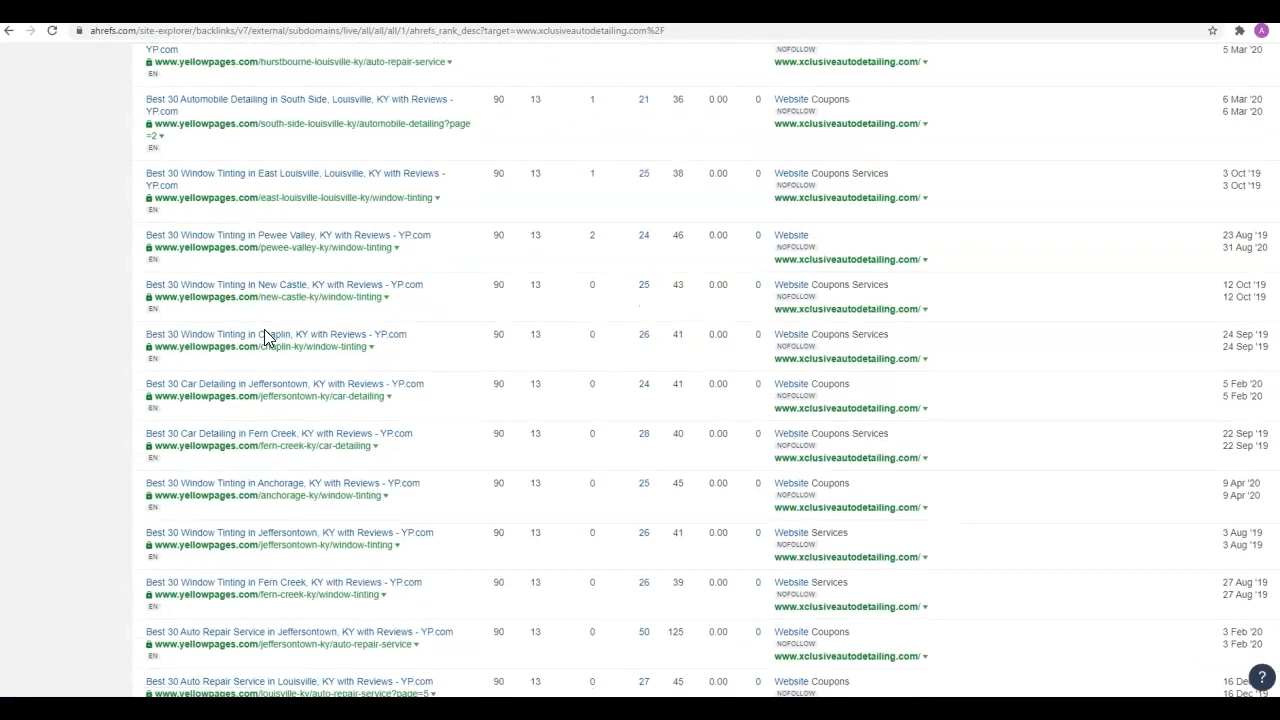 ahrefs.com/site-explorer/backlinks/v7/external/subdomains/live/all/all/all/1/ahrefs_rank_desc?target=www.xclusiveautodetailing.com%2F
A
YP.com NOFOLLOW 5 Mar '20
www.yellowpages.com/hurstbourne-louisville-ky/auto-repair-service www.xclusiveautodetailing.com/
EN
Best 30 Automobile Detailing in South Side, Louisville, KY with Reviews - 90 13 1 21 36 0.00 0 Website Coupons 6 Mar '20
YP.com NOFOLLOW 6 Mar '20
www.yellowpages.com/south-side-louisville-ky/automobile-detailing?page www.xclusiveautodetailing.com/
=2
EN
Best 30 Window Tinting in East Louisville, Louisville, KY with Reviews - 90 13 1 25 38 0.00 0 Website Coupons Services 3 Oct '19
YP.com NOFOLLOW 3 Oct '19
www.yellowpages.com/east-louisville-louisville-ky/window-tinting www.xclusiveautodetailing.com/
EN
Best 30 Window Tinting in Pewee Valley, KY with Reviews - YP.com 90 13 2 24 46 0.00 0 Website 23 Aug '19
www.yellowpages.com/pewee-valley-ky/window-tinting NOFOLLOW 31 Aug '20
EN www.xclusiveautodetailing.com/
Best 30 Window Tinting in New Castle, KY with Reviews - YP.com 90 13 0 25 43 0.00 0 Website Coupons Services 12 Oct '19
www.yellowpages.com/new-castle-ky/window-tinting NOFOLLOW 12 Oct '19
EN www.xclusiveautodetailing.com/
Best 30 Window Tinting in Chaplin, KY with Reviews - YP.com 90 13 0 26 41 0.00 0 Website Coupons Services 24 Sep '19
www.yellowpages.com/chaplin-ky/window-tinting NOFOLLOW 24 Sep '19
EN www.xclusiveautodetailing.com/
Best 30 Car Detailing in Jeffersontown, KY with Reviews - YP.com 90 13 0 24 41 0.00 0 Website Coupons 5 Feb '20
www.yellowpages.com/jeffersontown-ky/car-detailing NOFOLLOW 5 Feb '20
EN www.xclusiveautodetailing.com/
Best 30 Car Detailing in Fern Creek, KY with Reviews - YP.com 90 13 0 28 40 0.00 0 Website Coupons Services 22 Sep '19
www.yellowpages.com/fern-creek-ky/car-detailing NOFOLLOW 22 Sep '19
EN www.xclusiveautodetailing.com/
Best 30 Window Tinting in Anchorage, KY with Reviews - YP.com 90 13 0 25 45 0.00 0 Website Coupons 9 Apr '20
www.yellowpages.com/anchorage-ky/window-tinting NOFOLLOW 9 Apr '20
EN www.xclusiveautodetailing.com/
Best 30 Window Tinting in Jeffersontown, KY with Reviews - YP.com 90 13 0 26 41 0.00 0 Website Services 3 Aug '19
www.yellowpages.com/jeffersontown-ky/window-tinting NOFOLLOW 3 Aug '19
EN www.xclusiveautodetailing.com/
Best 30 Window Tinting in Fern Creek, KY with Reviews - YP.com 90 13 0 26 39 0.00 0 Website Services 27 Aug '19
www.yellowpages.com/fern-creek-ky/window-tinting NOFOLLOW 27 Aug '19
EN www.xclusiveautodetailing.com/
Best 30 Auto Repair Service in Jeffersontown, KY with Reviews - YP.com 90 13 0 50 125 0.00 0 Website Coupons 3 Feb '20
www.yellowpages.com/jeffersontown-ky/auto-repair-service NOFOLLOW 3 Feb '20
EN www.xclusiveautodetailing.com/
Best 30 Auto Repair Service in Louisville, KY with Reviews - YP.com 90 13 0 27 45 0.00 0 Website Coupons 16
www.yellowpages.com/louisville-ky/auto-repair-service?page=5 NOFOLLOW 16 Dec
?